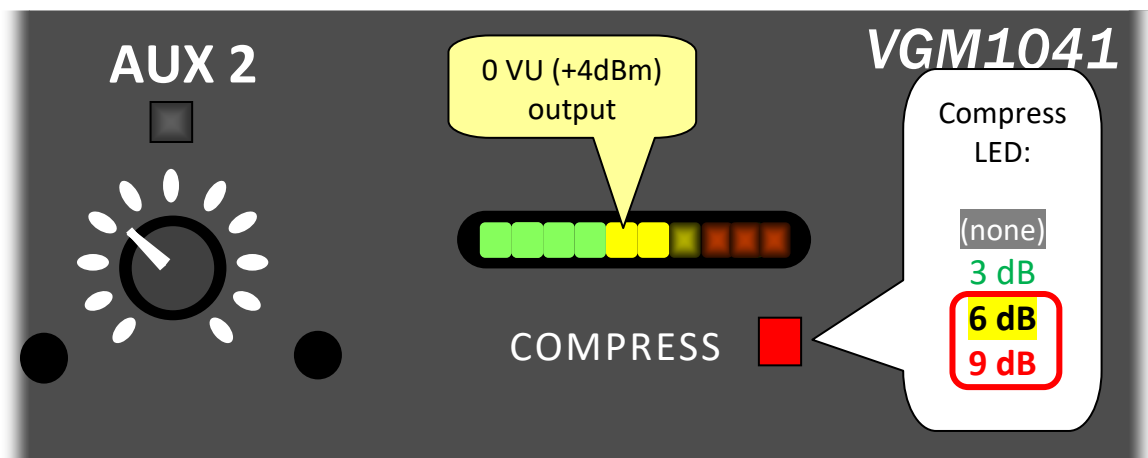 AUX 2
0 VU (+4dBm)
output
VGM1041
Compress
LED:
(none)
3 dB
6 dB
9 dB
COMPRESS